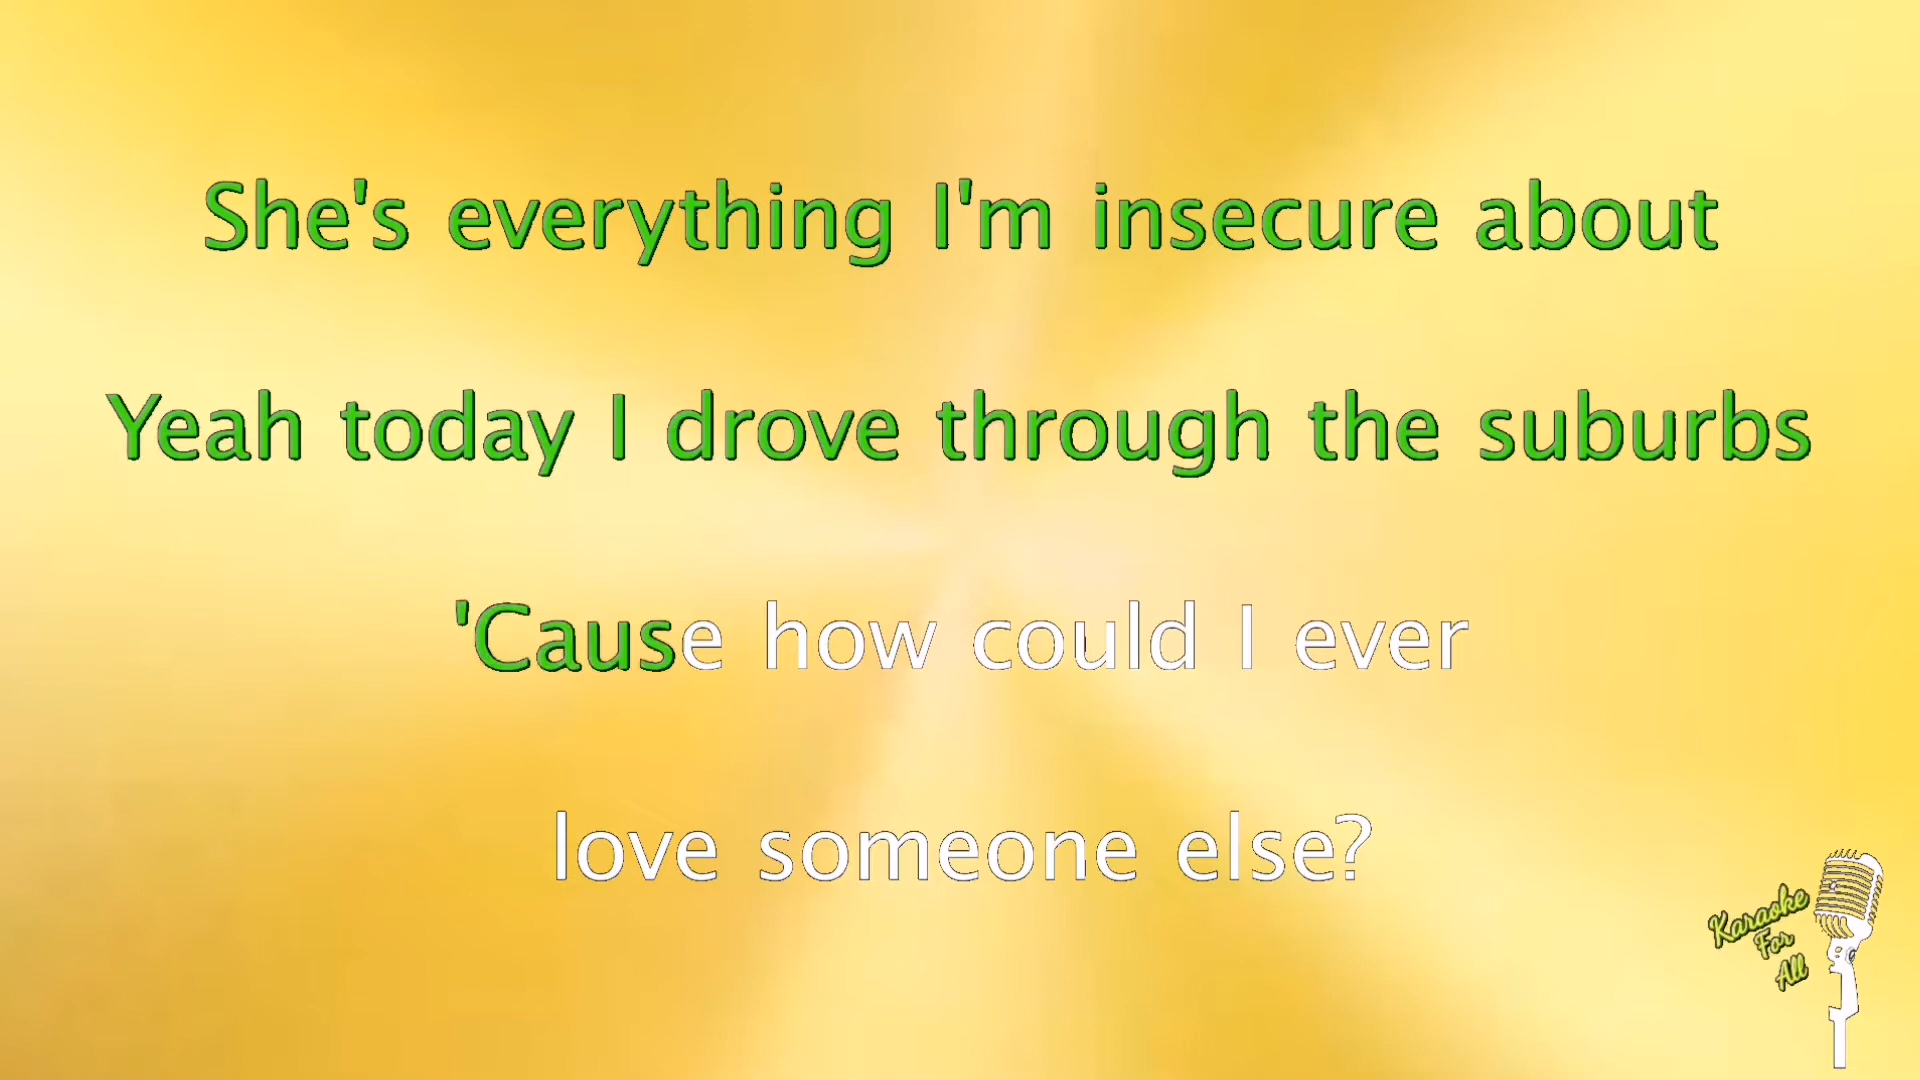 She's everything I'm insecure about
Yeah today I drove through the suburbs
'Cause how could I ever
love someone else?
Karaoke
For
All